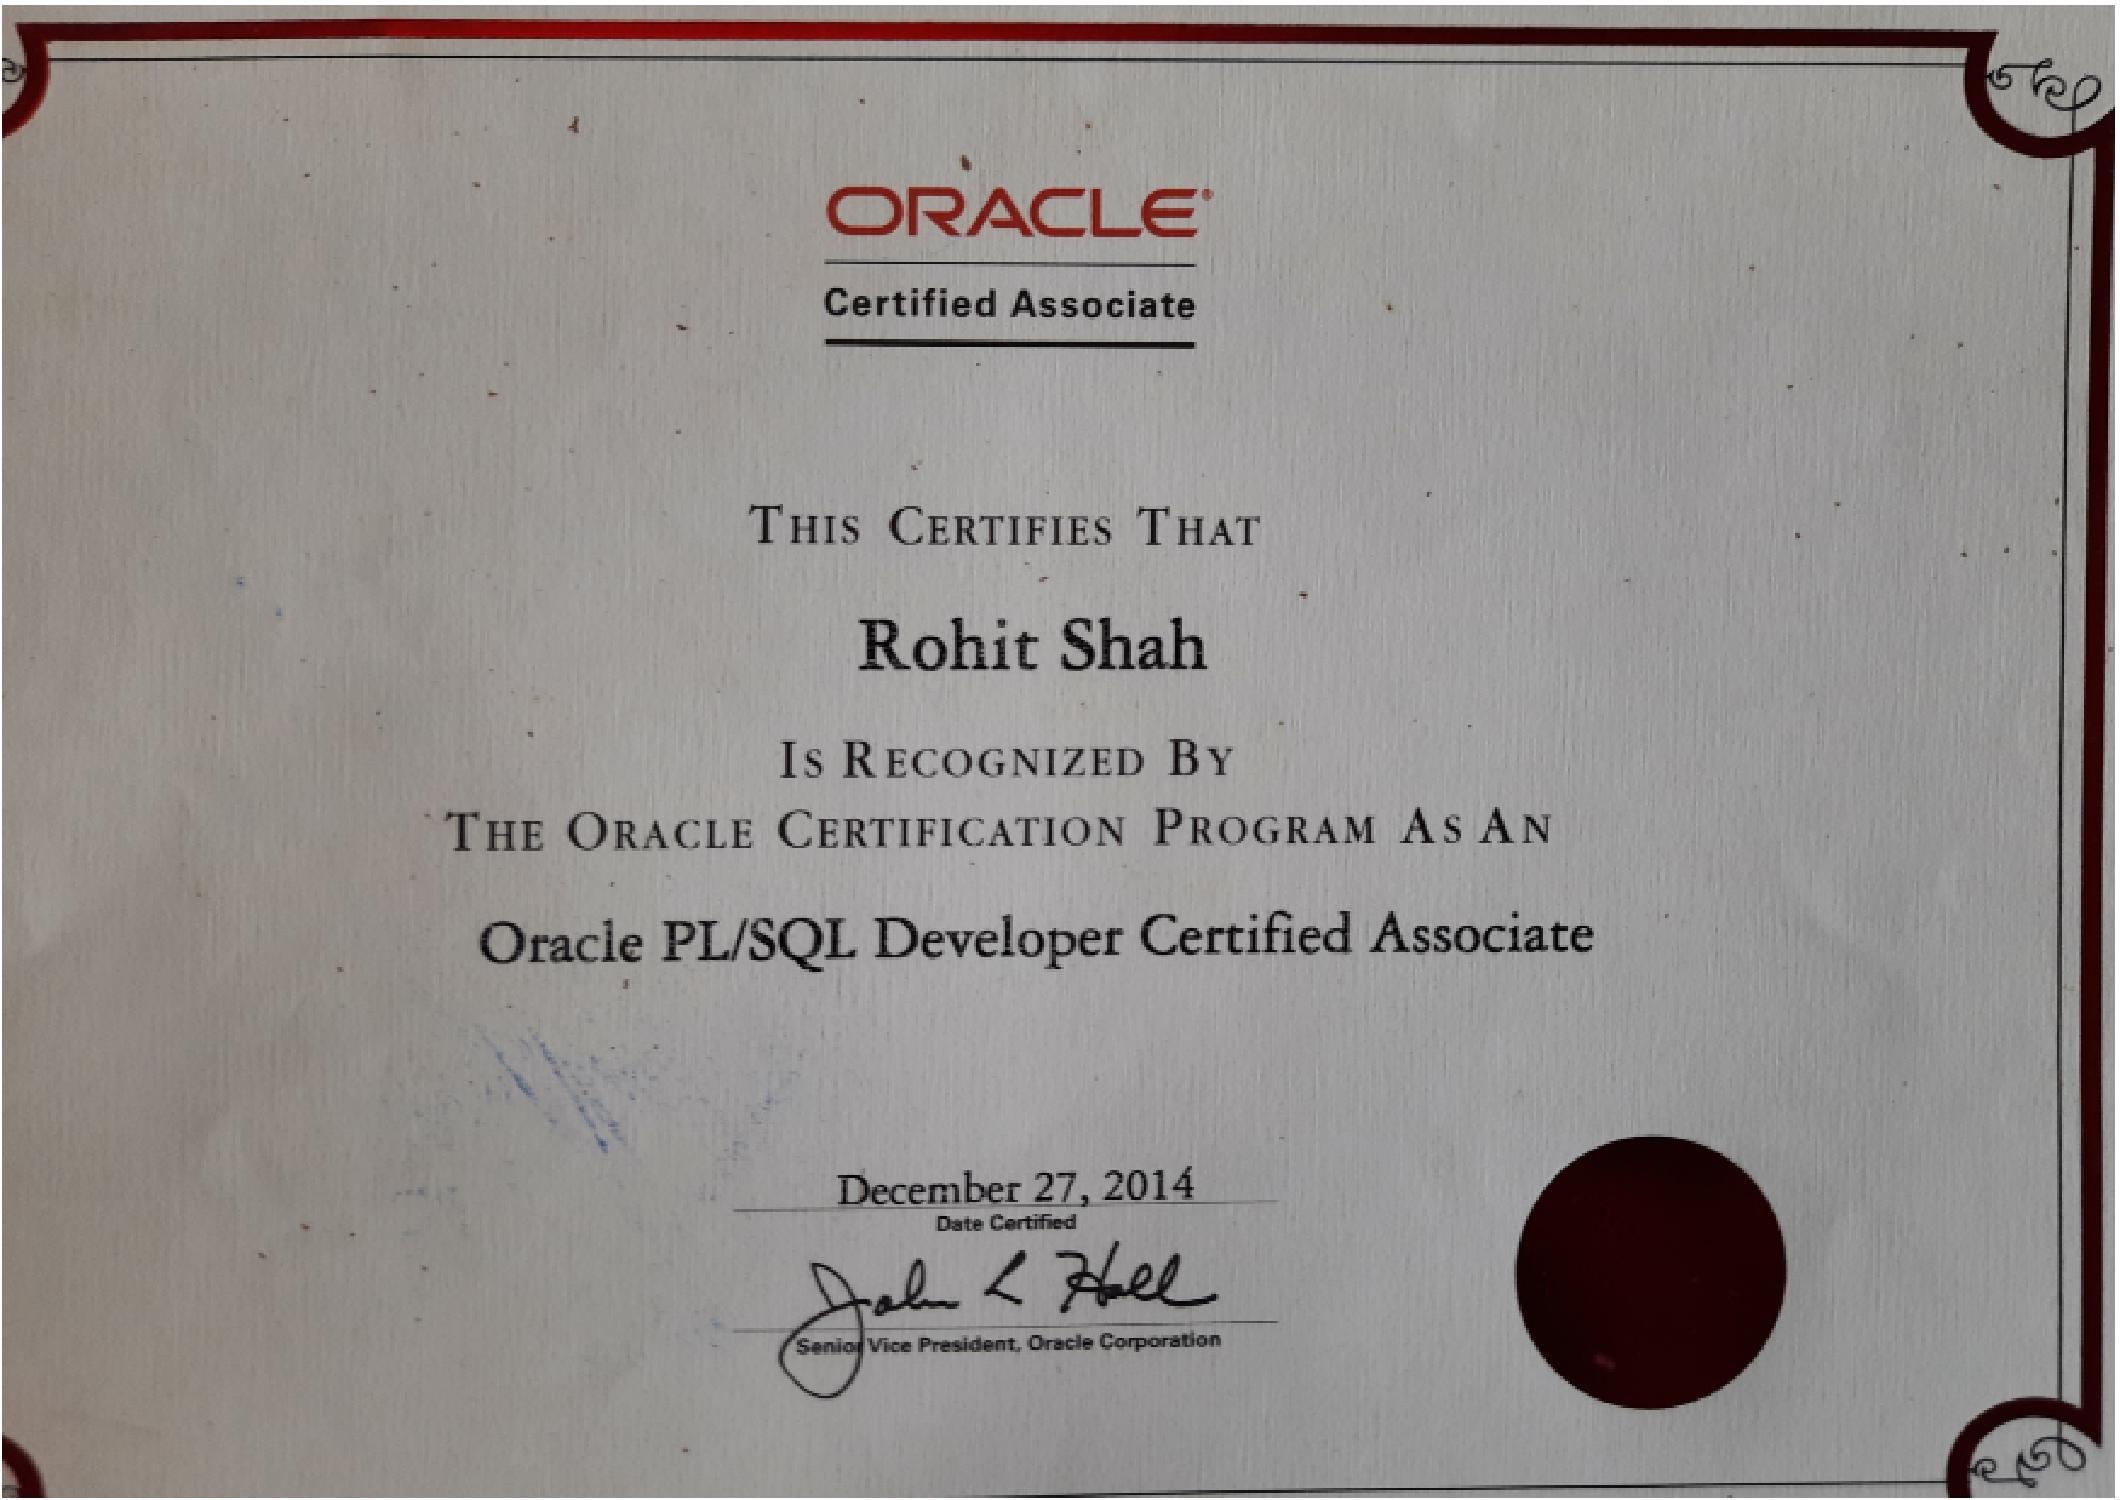 ORACLE®
Certified Associate
THIS CERTIFIES THAT
Rohit Shah
IS RECOGNIZED BY
THE ORACLE CERTIFICATION PROGRAM AS AN
Oracle PL/SQL Developer Certified Associate
December 27, 2014
Date Certified
John L Hall
Senior Vice President, Oracle Corporation